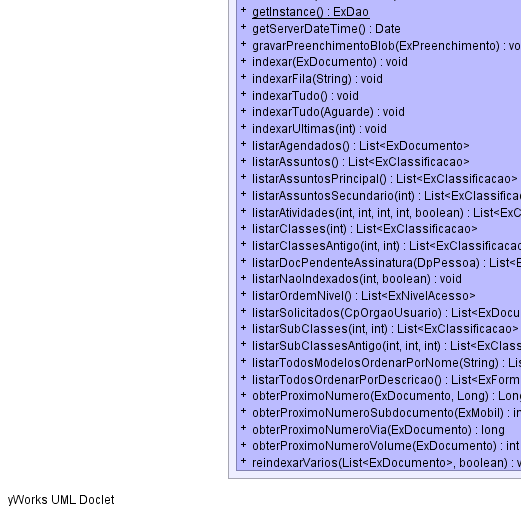 + getInstance() : ExDao
+ getServerDateTime() : Date
+ gravarPreenchimentoBlob(ExPreenchimento) : vo
+ indexar(ExDocumento) : void
+ indexarFila(String) : void
+ indexarTudo() : void
+ indexarTudo(Aguarde) : void
+ indexarUltimas(int) : void
+ listarAgendados() : List<ExDocumento>
+ listarAssuntos() : List<ExClassificacao>
+ listarAssuntosPrincipal() : List<ExClassificacao>
+ listarAssuntosSecundario(int) : List<ExClassifica
+ listarAtividades(int, int, int, int, boolean) : List<ExC
+ listarClasses(int) : List<ExClassificacao>
+ listarClassesAntigo(int, int) : List<ExClassificacao
+ listarDocPendenteAssinatura(DpPessoa) : List<E
+ listarNaoIndexados(int, boolean) : void
+ listarOrdemNivel() : List<ExNivelAcesso>
+ listarSolicitados(CpOrgaoUsuario) : List<ExDocu
+ listarSubClasses(int, int) : List<ExClassificacao>
+ listarSubClassesAntigo(int, int, int) : List<ExClass
+ listarTodosModelosOrdenarPorNome(String) : Lis
+ listarTodosOrdenarPorDescricao() : List<ExForm
+ obterProximoNumero(ExDocumento, Long) : Long
+ obterProximoNumeroSubdocumento(ExMobil) : in
+ obterProximoNumeroVia(ExDocumento) : long
+ obterProximoNumeroVolume(ExDocumento) : int
+ reindexarVarios(List<ExDocumento>, boolean) : v
yWorks UML Doclet